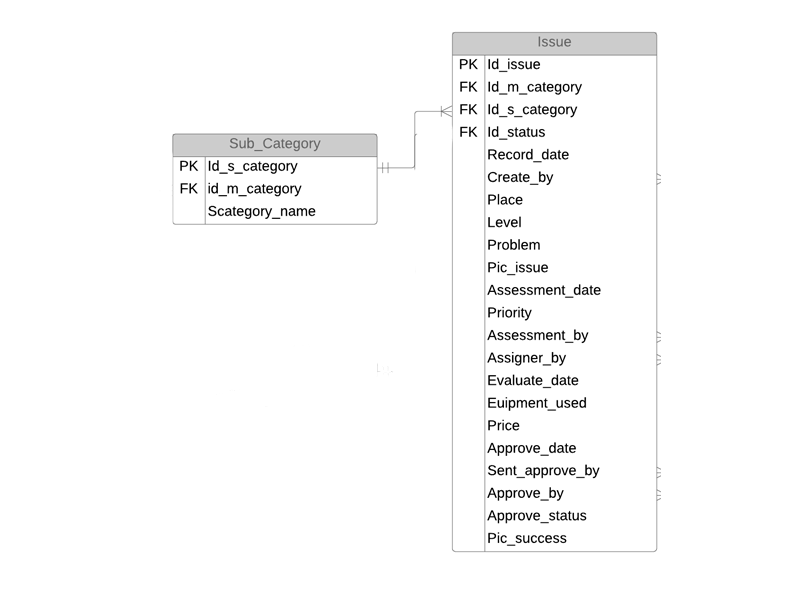 Sub_Category
PK Id_s_category
FK id_m_category
Scategory_name
Issue
PK Id_issue
FK Id_m_category
FK Id_s_category
FK Id_status
Record_date
Create_by
Place
Level
Problem
Pic_issue
Assessment_date
Priority
Assessment_by
Assigner_by
Evaluate_date
Euipment_used
Price
Approve_date
Sent_approve_by
Approve_by
Approve_status
Pic_success